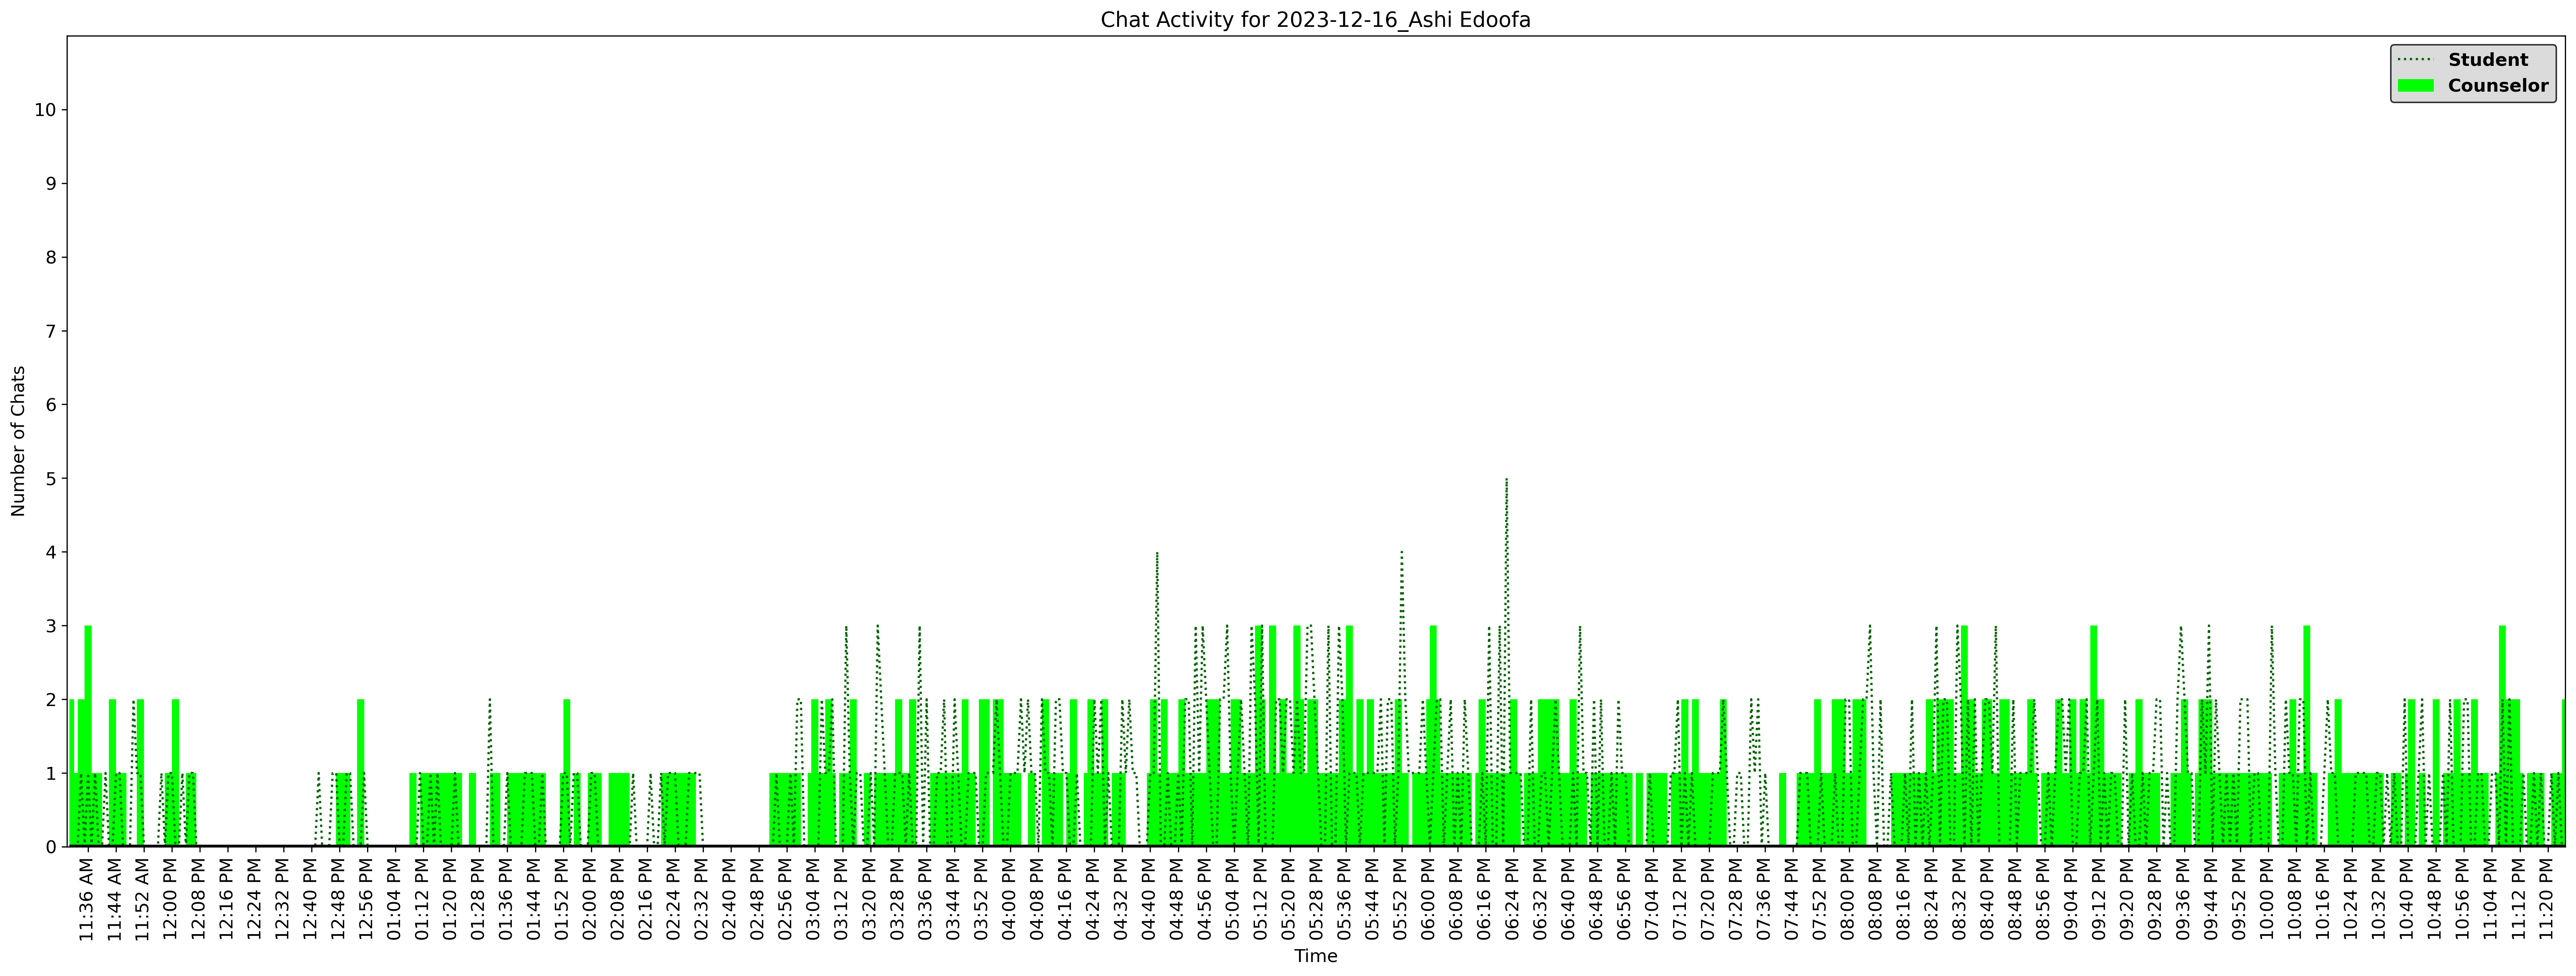 Chat Activity for 2023-12-16_Ashi Edoofa
Student
Counselor
Number of Chats
10
9
8
7
6
5
4
3
2
1
0
11:36 AM
11:44 AM
11:52 AM
12:00 PM
12:08 PM
12:16 PM
12:24 PM
12:32 PM
12:40 PM
12:48 PM
12:56 PM
01:04 PM
01:12 PM
01:20 PM
01:28 PM
01:36 PM
01:44 PM
01:52 PM
02:00 PM
02:08 PM
02:16 PM
02:24 PM
02:32 PM
02:40 PM
02:48 PM
02:56 PM
03:04 PM
03:12 PM
03:20 PM
03:28 PM
03:36 PM
03:44 PM
03:52 PM
04:00 PM
04:08 PM
04:16 PM
04:24 PM
04:32 PM
04:40 PM
04:48 PM
04:56 PM
05:04 PM
05:12 PM
05:20 PM
05:28 PM
05:36 PM
05:44 PM
05:52 PM
06:00 PM
06:08 PM
06:16 PM
06:24 PM
06:32 PM
06:40 PM
06:48 PM
06:56 PM
07:04 PM
07:12 PM
07:20 PM
07:28 PM
07:36 PM
07:44 PM
07:52 PM
08:00 PM
08:08 PM
08:16 PM
08:24 PM
08:32 PM
08:40 PM
08:48 PM
08:56 PM
09:04 PM
09:12 PM
09:20 PM
09:28 PM
09:36 PM
09:44 PM
09:52 PM
10:00 PM
10:08 PM
10:16 PM
10:24 PM
10:32 PM
10:40 PM
10:48 PM
10:56 PM
11:04 PM
11:12 PM
11:20 PM
Time